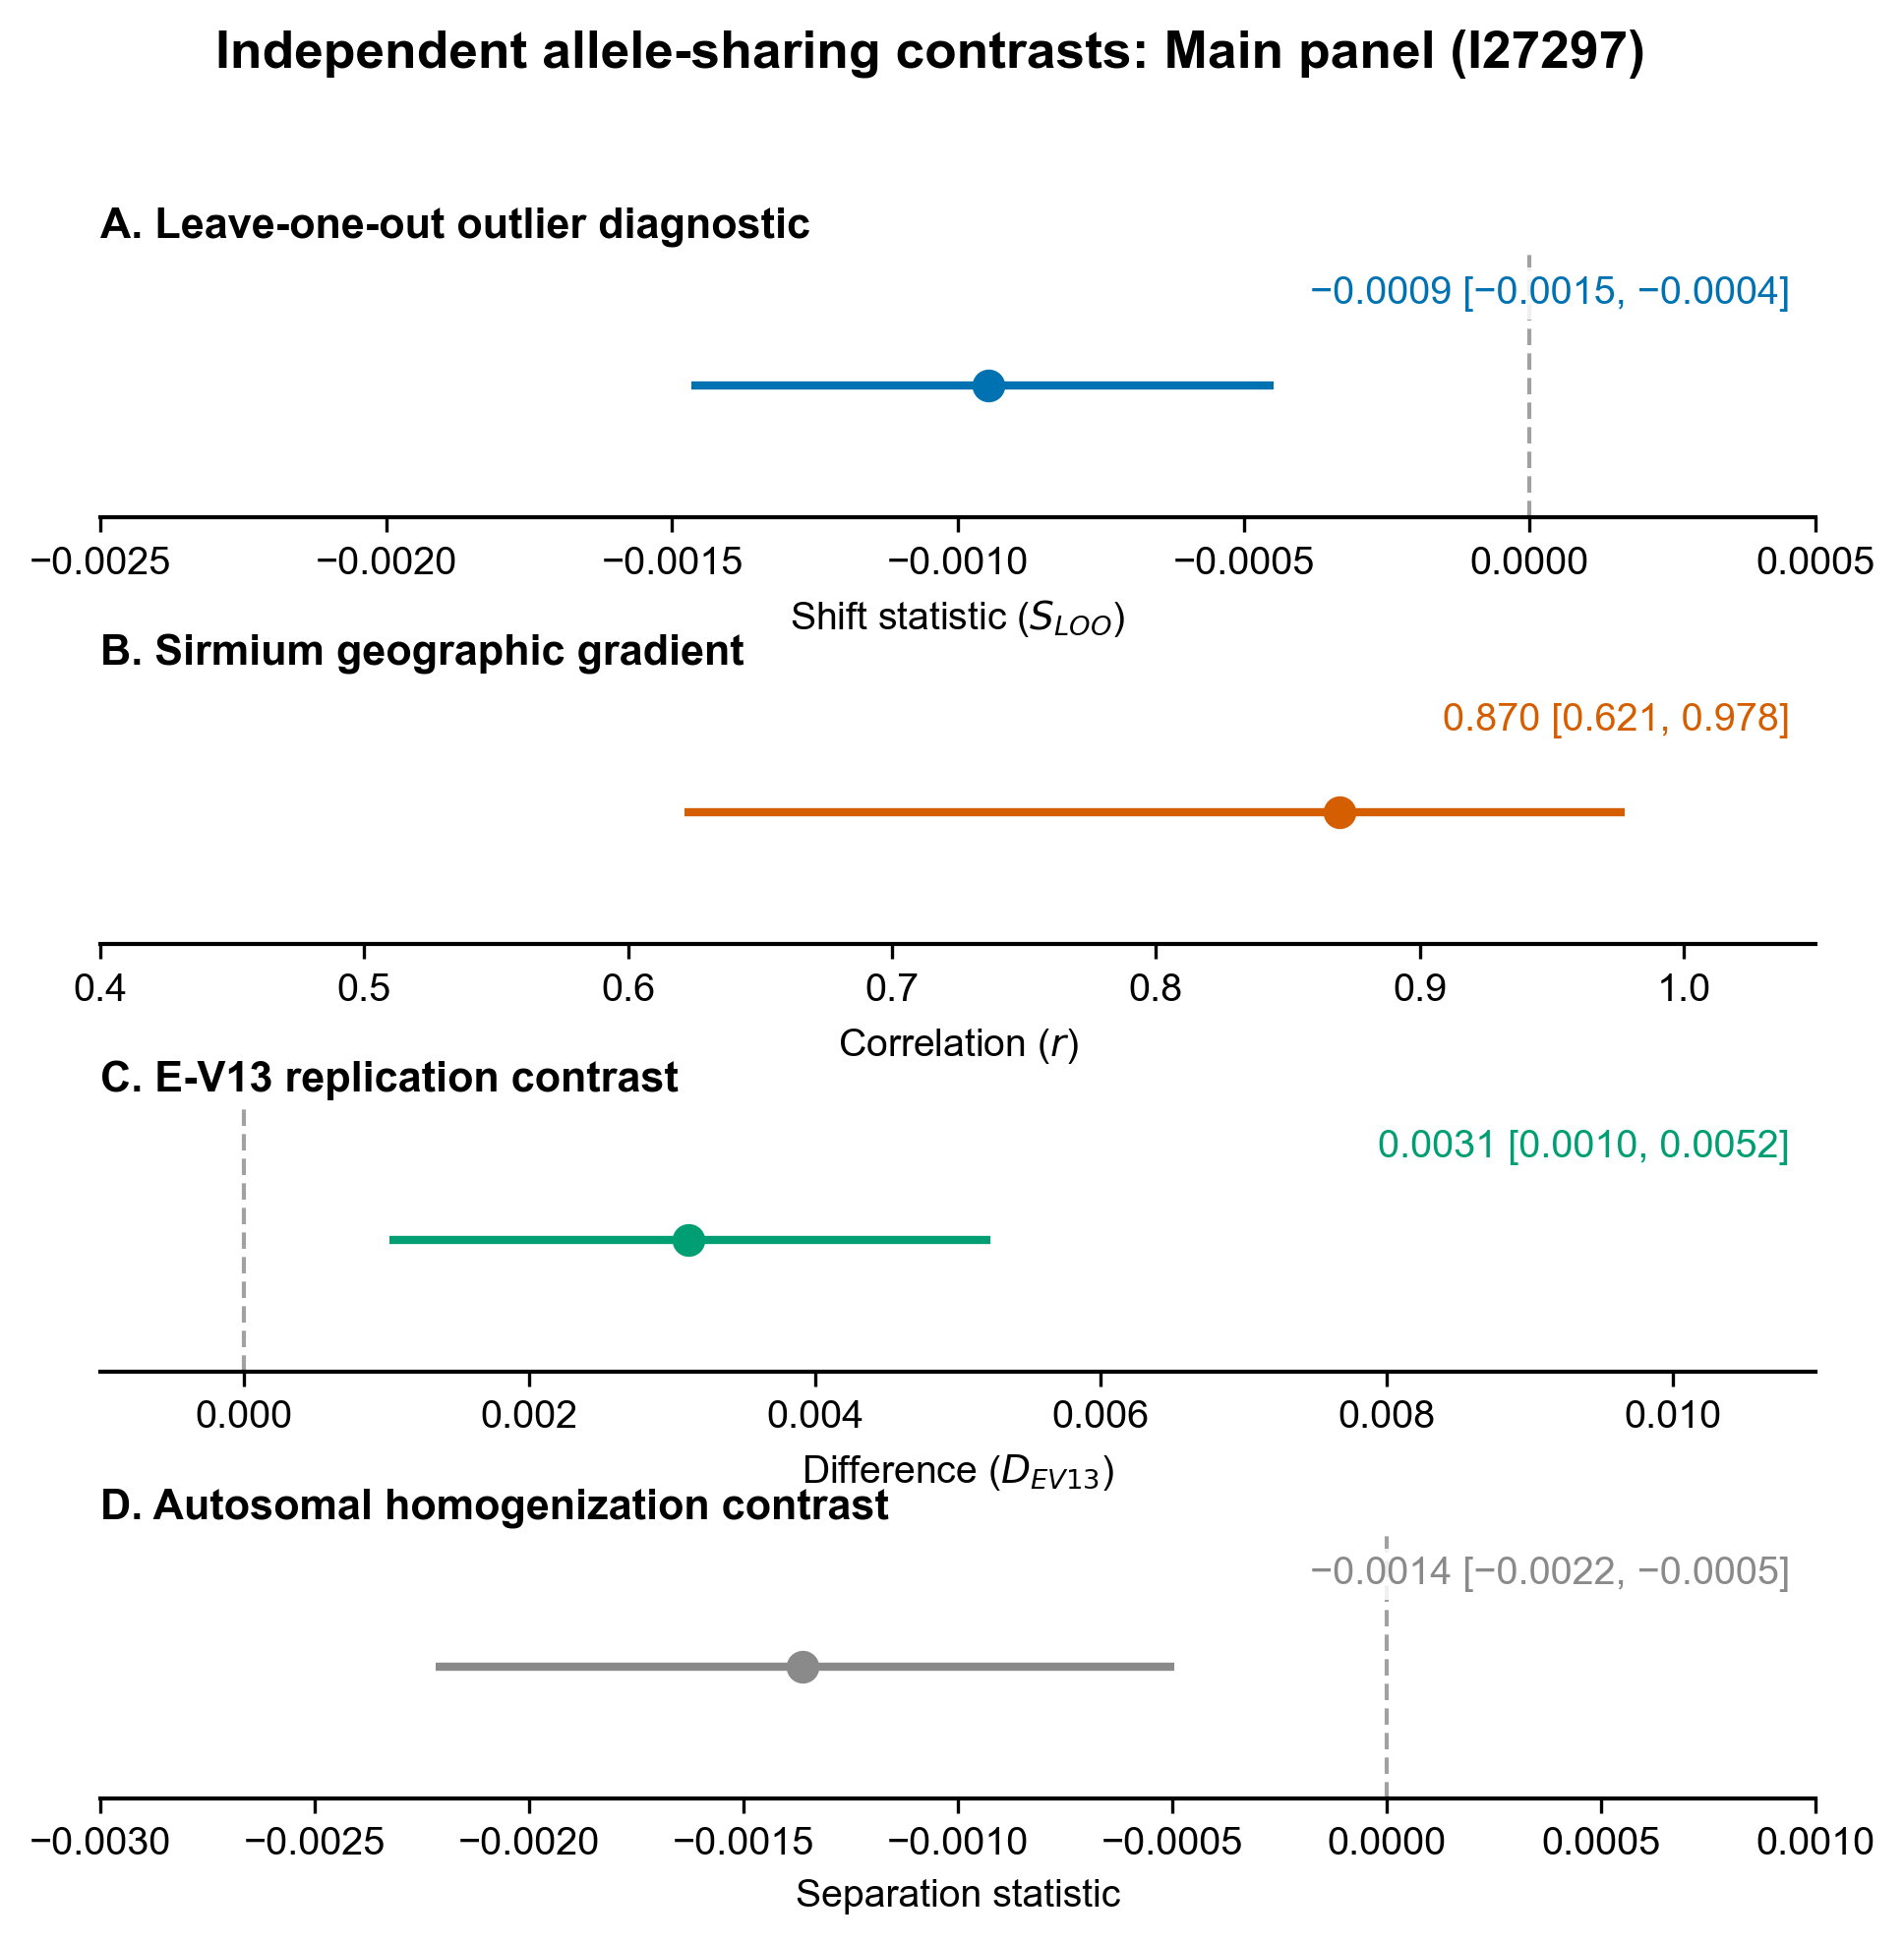 Independent allele-sharing contrasts: Main panel (I27297)
A. Leave-one-out outlier diagnostic
−0.0009 [−0.0015, −0.0004]
−0.0025 −0.0020 −0.0015 −0.0010 −0.0005 0.0000 0.0005
Shift statistic (S_LOO)
B. Sirmium geographic gradient
0.870 [0.621, 0.978]
0.4 0.5 0.6 0.7 0.8 0.9 1.0
Correlation (r)
C. E-V13 replication contrast
0.0031 [0.0010, 0.0052]
0.000 0.002 0.004 0.006 0.008 0.010
Difference (D_EV13)
D. Autosomal homogenization contrast
−0.0014 [−0.0022, −0.0005]
−0.0030 −0.0025 −0.0020 −0.0015 −0.0010 −0.0005 0.0000 0.0005 0.0010
Separation statistic